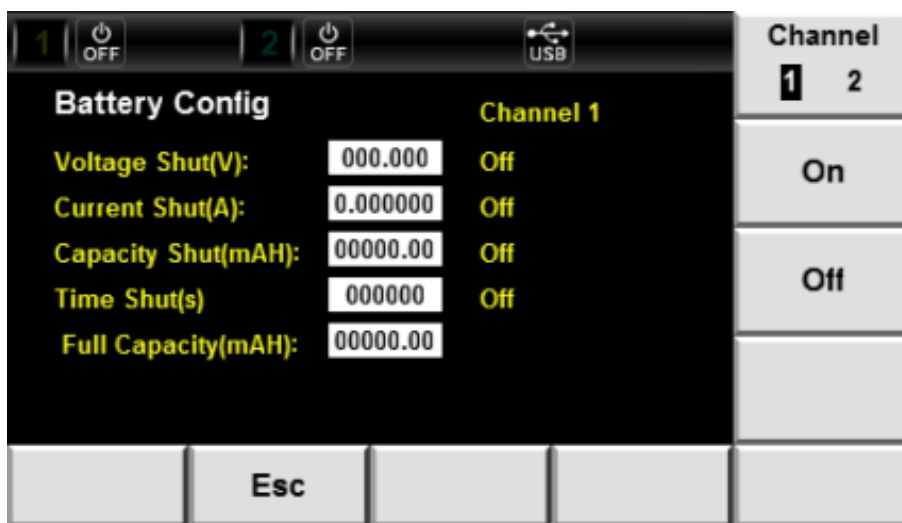 1 OFF 2 OFF USB
Channel
1 2
Battery Config
Channel 1
Voltage Shut(V): 000.000 Off
Current Shut(A): 0.000000 Off
Capacity Shut(mAH): 00000.00 Off
Time Shut(s) 000000 Off
Full Capacity(mAH): 00000.00
On
Off
Esc